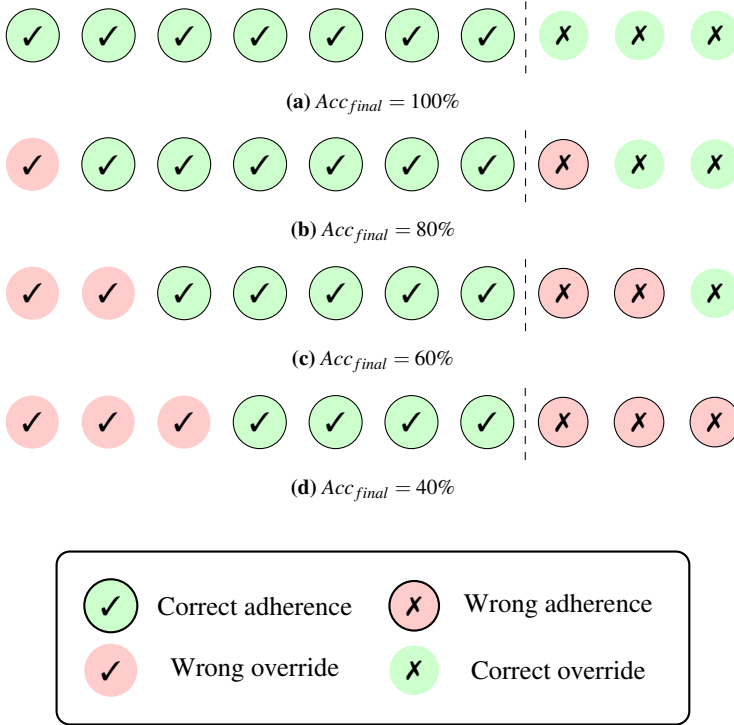 ✓ ✓ ✓ ✓ ✓ ✓ ✓ ✗ ✗ ✗
(a) Acc_final = 100%
✓ ✓ ✓ ✓ ✓ ✓ ✓ ✗ ✗ ✗
(b) Acc_final = 80%
✓ ✓ ✓ ✓ ✓ ✓ ✓ ✗ ✗ ✗
(c) Acc_final = 60%
✓ ✓ ✓ ✓ ✓ ✓ ✓ ✗ ✗ ✗
(d) Acc_final = 40%
✓ Correct adherence ✗ Wrong adherence
✓ Wrong override ✗ Correct override